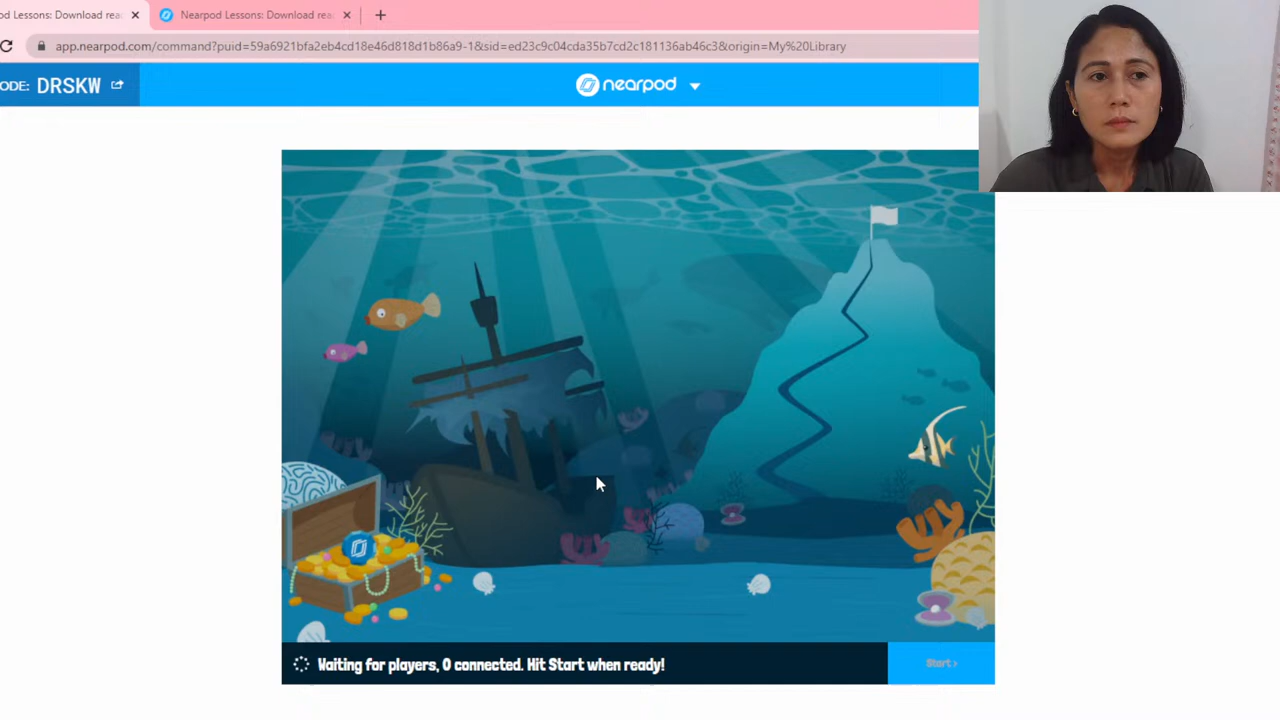 od Lessons: Download rea
Nearpod Lessons: Download rea
app.nearpod.com/command?puid=59a6921bfa2eb4cd18e46d818d1b86a9-1&sid=ed23c9c04cda35b7cd2c181136ab46c3&origin=My%20Library
ODE: DRSKW
nearpod
Waiting for players, 0 connected. Hit Start when ready!
Start ›